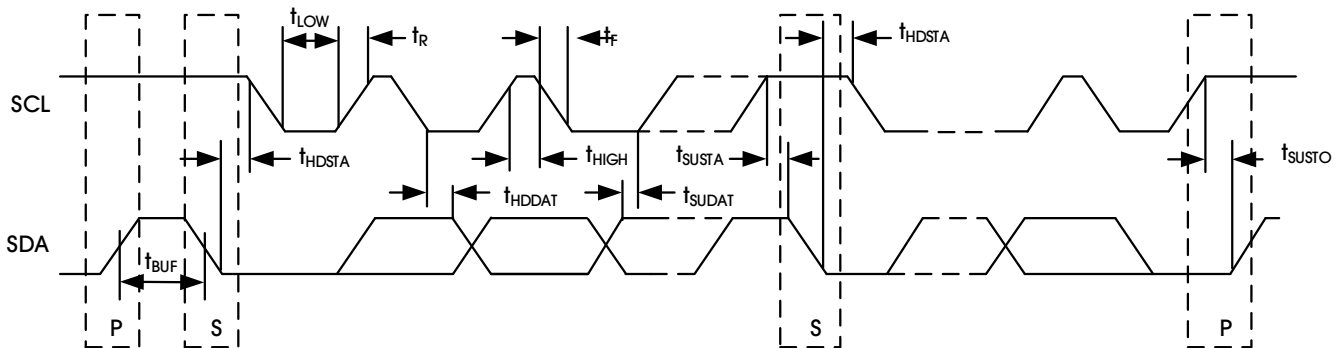 tLOW
tR
tF
tHDSTA
SCL
tHDSTA
tHIGH
tSUSTA
tSUSTO
tHDDAT
tSUDAT
SDA
tBUF
P
S
S
P